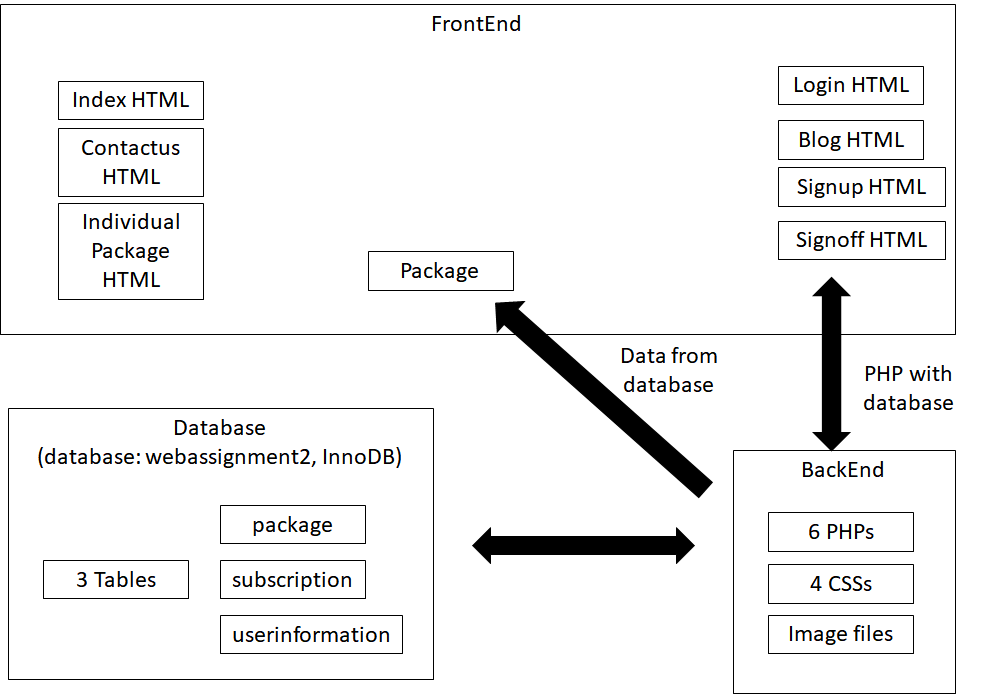 FrontEnd
Index HTML
Contactus
HTML
Individual
Package
HTML
Package
Login HTML
Blog HTML
Signup HTML
Signoff HTML
Data from
database
PHP with
database
Database
(database: webassignment2, InnoDB)
3 Tables
package
subscription
userinformation
BackEnd
6 PHPs
4 CSSs
Image files